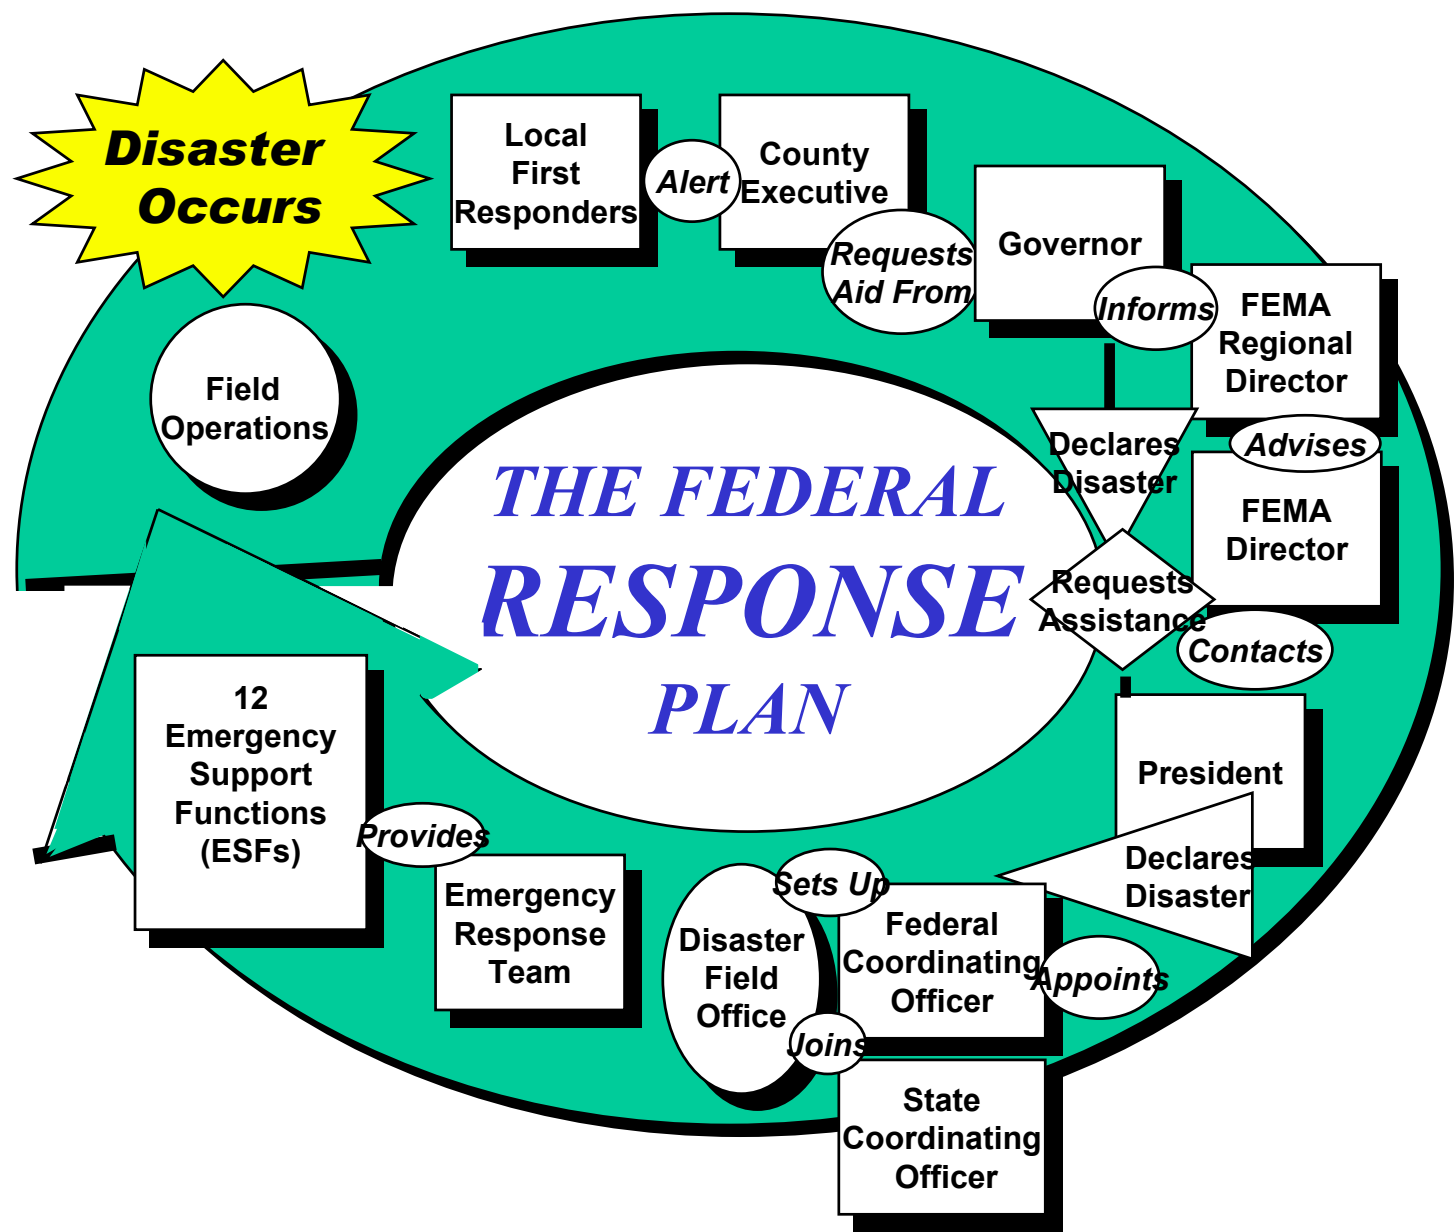 Disaster
Occurs
Local
First
Responders
Alert
County
Executive
Requests
Aid From
Governor
Informs
FEMA
Regional
Director
Advises
FEMA
Director
Contacts
Declares
Disaster
Requests
Assistance
President
Declares
Disaster
Appoints
Federal
Coordinating
Officer
Sets Up
Disaster
Field
Office
Joins
State
Coordinating
Officer
Emergency
Response
Team
Provides
12
Emergency
Support
Functions
(ESFs)
Field
Operations
THE FEDERAL
RESPONSE
PLAN